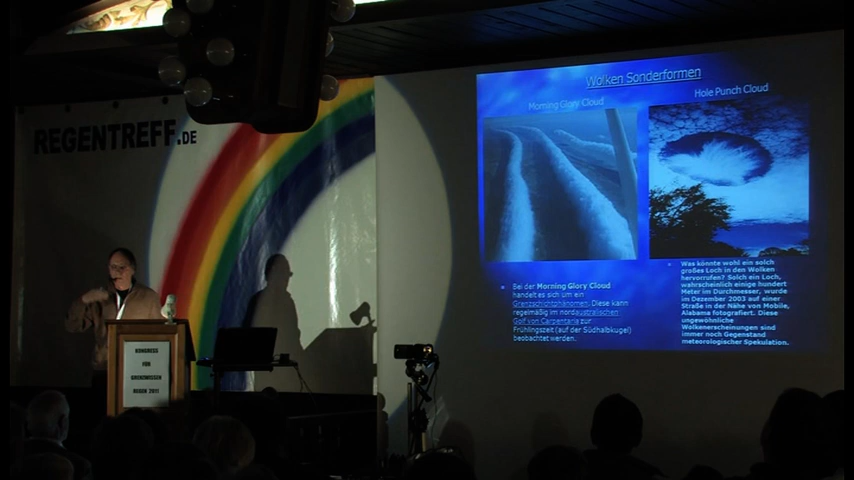 REGENTREFF.DE
Wolken Sonderformen
Morning Glory Cloud
Hole Punch Cloud
Bei der Morning Glory Cloud
handelt es sich um ein
Grenzschichtphänomen. Diese kann
regelmäßig im nordaustralischen
Golf von Carpentaria zur
Frühlingszeit (auf der Südhalbkugel)
beobachtet werden.
Was könnte wohl ein solch
großes Loch in den Wolken
hervorrufen? Solch ein Loch,
wahrscheinlich einige hundert
Meter im Durchmesser, wurde
im Dezember 2003 auf einer
Straße in der Nähe von Mobile,
Alabama fotografiert. Diese
ungewöhnliche
Wolkenerscheinungen sind
immer noch Gegenstand
meteorologischer Spekulation.
KONGRESS
FÜR
GRENZWISSEN
REGEN 2011